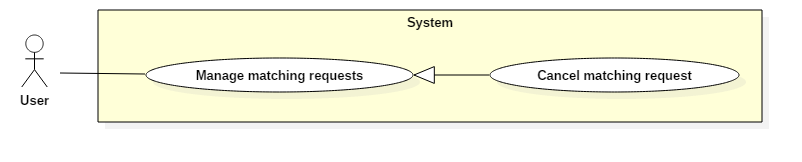 System
Manage matching requests
Cancel matching request
User